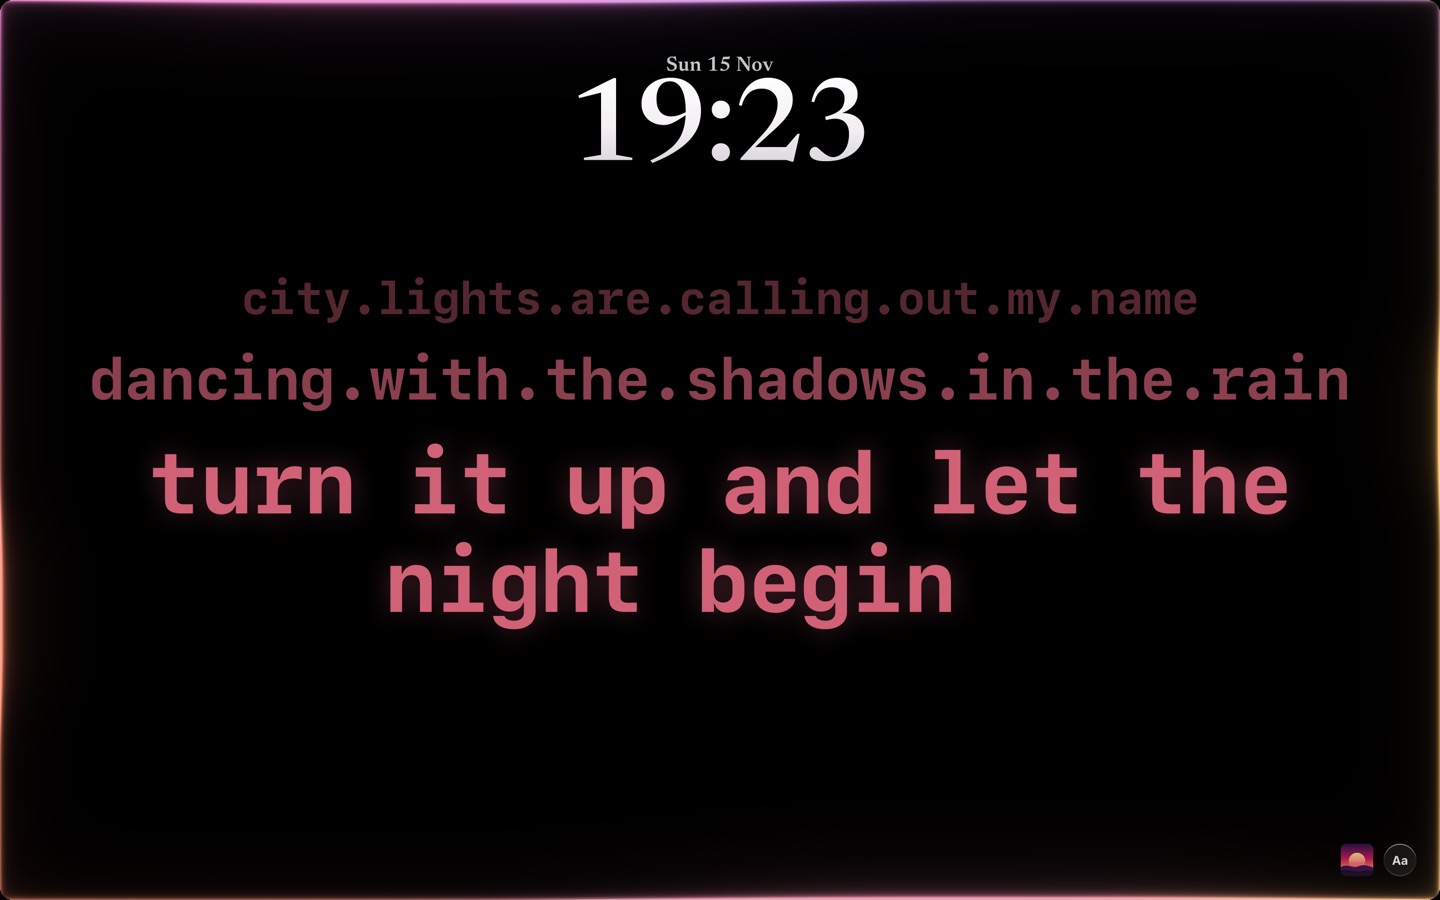 Sun 15 Nov
19:23
city.lights.are.calling.out.my.name
dancing.with.the.shadows.in.the.rain
turn it up and let the
night begin
Aa